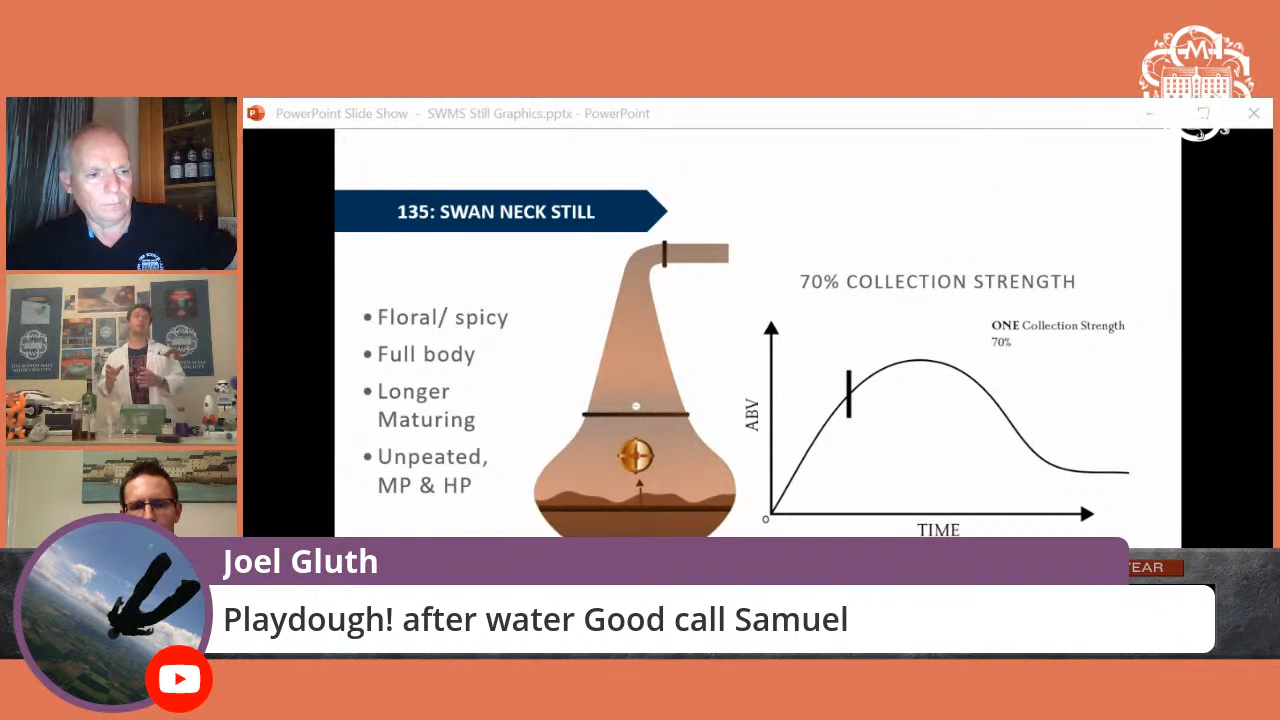 M
PowerPoint Slide Show - SWMS Still Graphics.pptx - PowerPoint
135: SWAN NECK STILL
• Floral/ spicy
• Full body
• Longer
Maturing
• Unpeated,
MP & HP
70% COLLECTION STRENGTH
ONE Collection Strength
70%
ABV
0
TIME
YEAR
Joel Gluth
Playdough! after water Good call Samuel